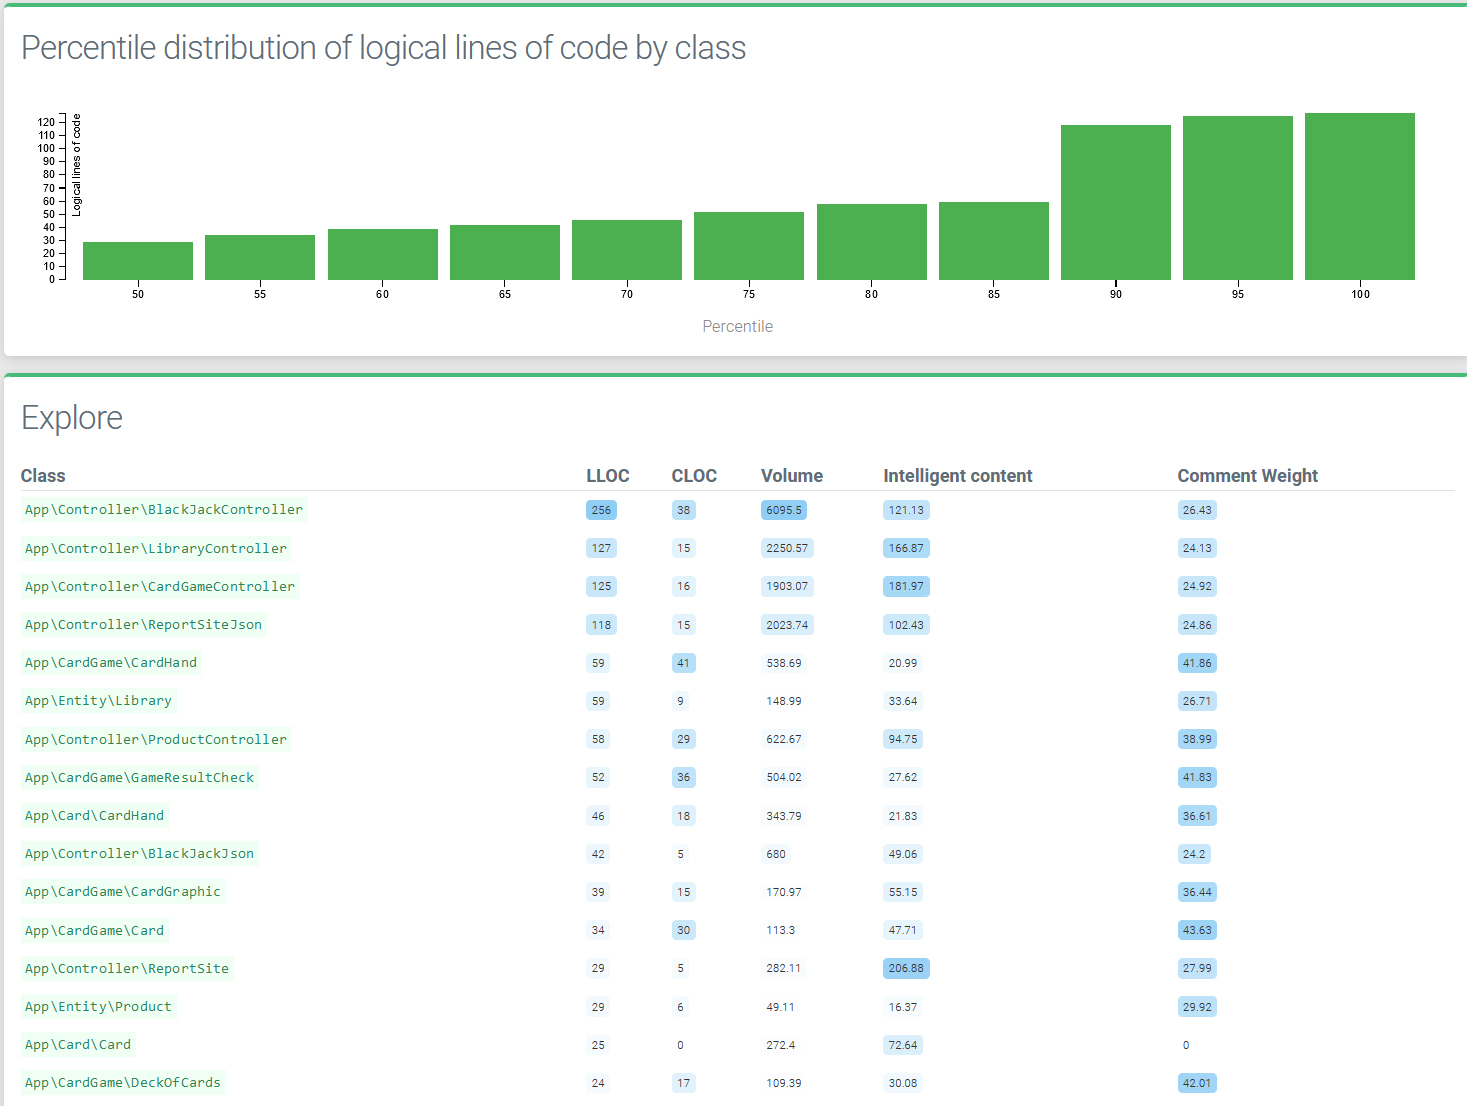 Percentile distribution of logical lines of code by class
Logical lines of code
120
110
100
90
80
70
60
50
40
30
20
10
0
50 55 60 65 70 75 80 85 90 95 100
Percentile
Explore
Class LLOC CLOC Volume Intelligent content Comment Weight
App\Controller\BlackJackController 256 38 6095.5 121.13 26.43
App\Controller\LibraryController 127 15 2250.57 166.87 24.13
App\Controller\CardGameController 125 16 1903.07 181.97 24.92
App\Controller\ReportSiteJson 118 15 2023.74 102.43 24.86
App\CardGame\CardHand 59 41 538.69 20.99 41.86
App\Entity\Library 59 9 148.99 33.64 26.71
App\Controller\ProductController 58 29 622.67 94.75 38.99
App\CardGame\GameResultCheck 52 36 504.02 27.62 41.83
App\Card\CardHand 46 18 343.79 21.83 36.61
App\Controller\BlackJackJson 42 5 680 49.06 24.2
App\CardGame\CardGraphic 39 15 170.97 55.15 36.44
App\CardGame\Card 34 30 113.3 47.71 43.63
App\Controller\ReportSite 29 5 282.11 206.88 27.99
App\Entity\Product 29 6 49.11 16.37 29.92
App\Card\Card 25 0 272.4 72.64 0
App\CardGame\DeckOfCards 24 17 109.39 30.08 42.01